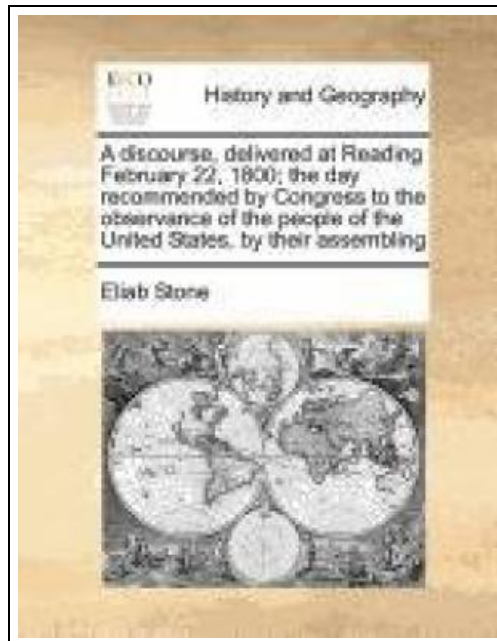 ECCO
History and Geography
A discourse, delivered at Reading
February 22, 1800; the day
recommended by Congress to the
observance of the people of the
United States, by their assembling
Eliab Stone